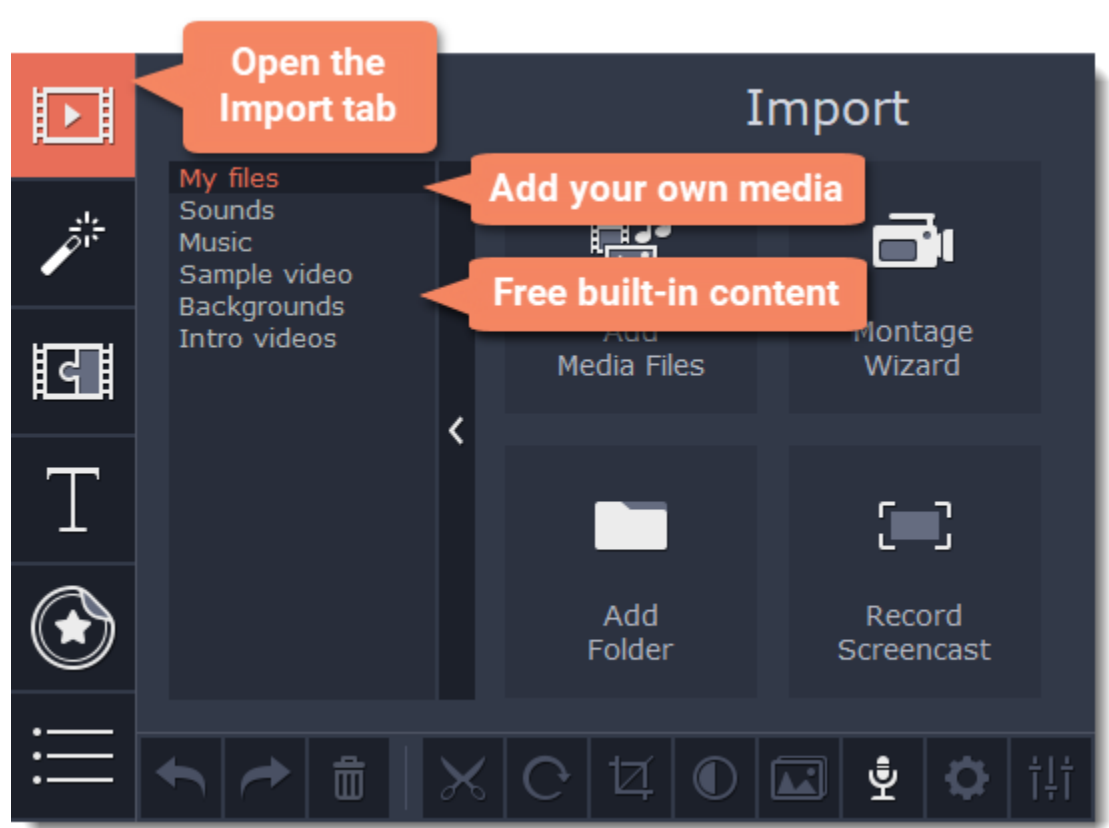 Open the
Import tab
Import
My files
Add your own media
Sounds
Music
Sample video
Free built-in content
Backgrounds
Intro videos
Add
Media Files
Montage
Wizard
Add
Folder
Record
Screencast